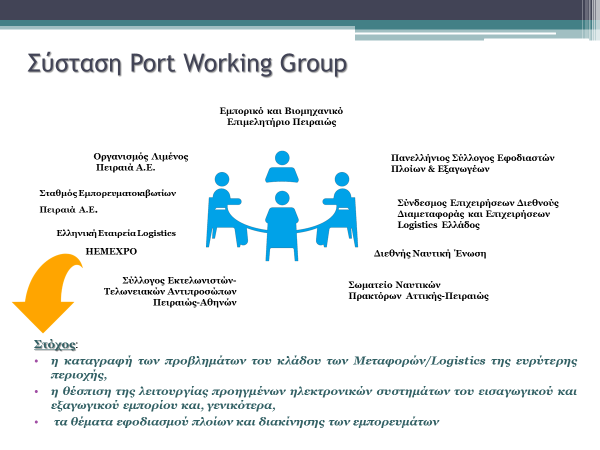 Σύσταση Port Working Group
Εμπορικό και Βιομηχανικό
Επιμελητήριο Πειραιώς
Οργανισμός Λιμένος
Πειραιά Α.Ε.
Πανελλήνιος Σύλλογος Εφοδιαστών
Πλοίων & Εξαγωγέων
Σταθμός Εμπορευματοκιβωτίων
Πειραιά Α.Ε.
Σύνδεσμος Επιχειρήσεων Διεθνούς
Διαμεταφοράς και Επιχειρήσεων
Logistics Ελλάδος
Ελληνική Εταιρεία Logistics
HEMEXPO
Διεθνής Ναυτική Ένωση
Σύλλογος Εκτελωνιστών-
Τελωνειακών Αντιπροσώπων
Πειραιώς-Αθηνών
Σωματείο Ναυτικών
Πρακτόρων Αττικής-Πειραιώς
Στόχος:
• η καταγραφή των προβλημάτων του κλάδου των Μεταφορών/Logistics της ευρύτερης
περιοχής,
• η θέσπιση της λειτουργίας προηγμένων ηλεκτρονικών συστημάτων του εισαγωγικού και
εξαγωγικού εμπορίου και, γενικότερα,
• τα θέματα εφοδιασμού πλοίων και διακίνησης των εμπορευμάτων